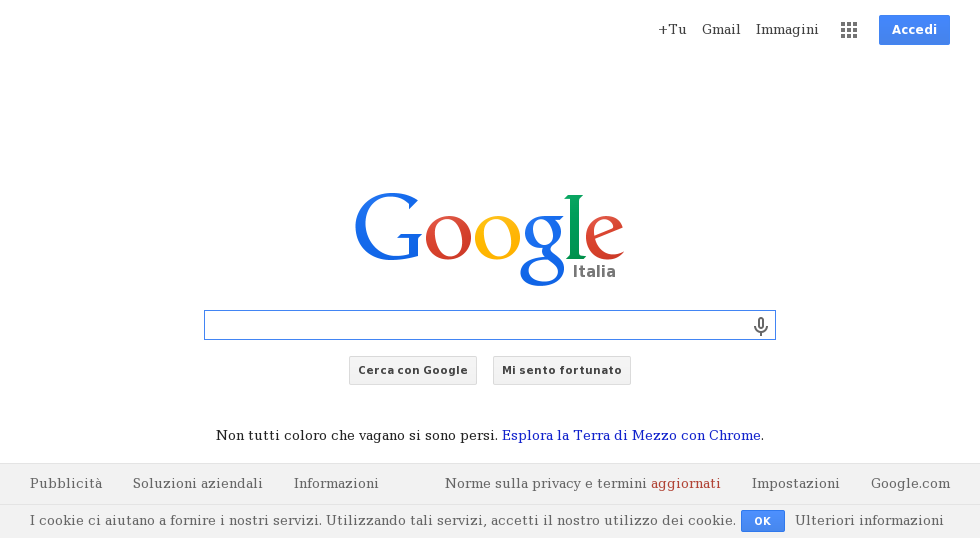 +Tu Gmail Immagini Accedi
Google
Italia
Cerca con Google Mi sento fortunato
Non tutti coloro che vagano si sono persi. Esplora la Terra di Mezzo con Chrome.
Pubblicità Soluzioni aziendali Informazioni Norme sulla privacy e termini aggiornati Impostazioni Google.com
I cookie ci aiutano a fornire i nostri servizi. Utilizzando tali servizi, accetti il nostro utilizzo dei cookie. OK Ulteriori informazioni